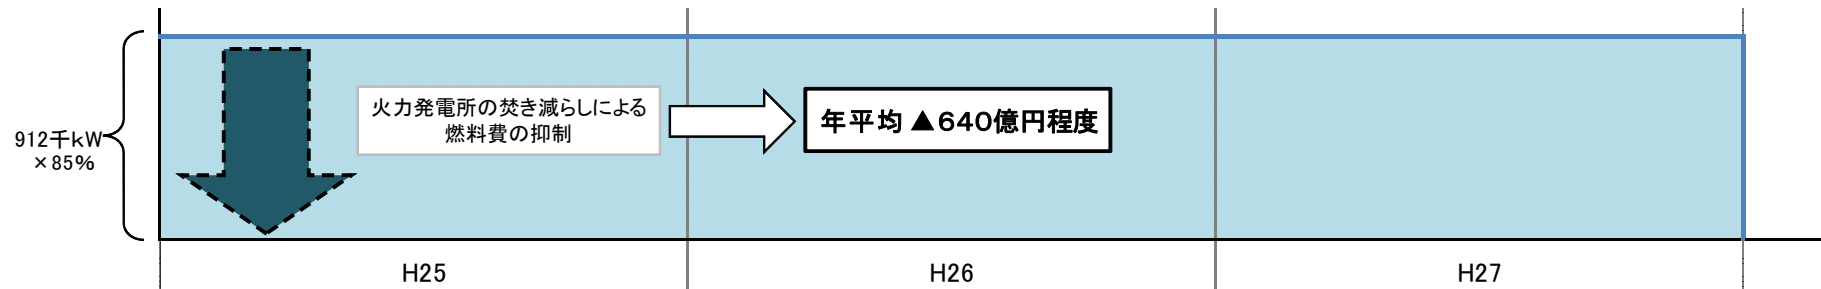 火力発電所の焚き減らしによる
燃料費の抑制
年平均 ▲640億円程度
912千kW
×85%
H25
H26
H27